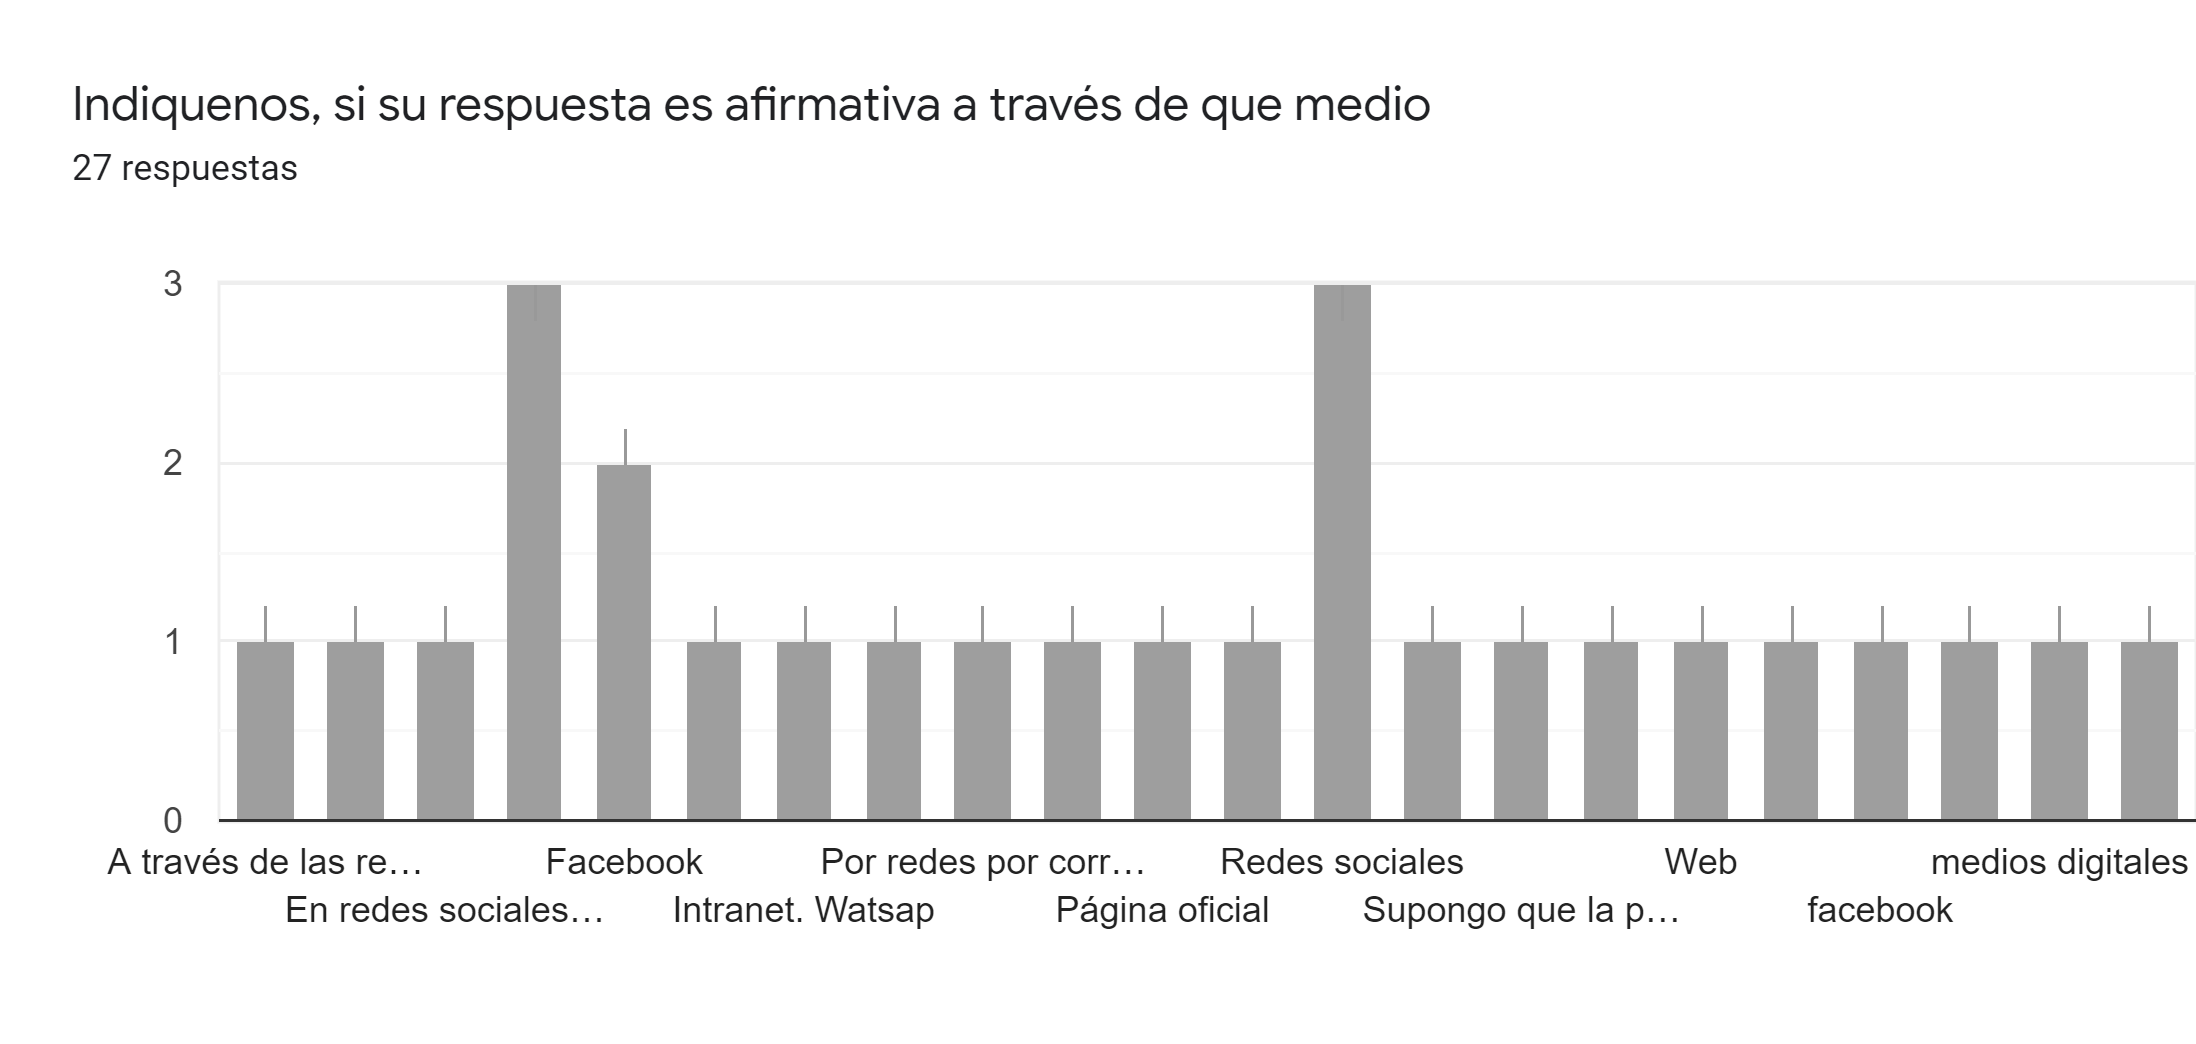 Indiquenos, si su respuesta es afirmativa a través de que medio
27 respuestas
3
2
1
0
A través de las re…
Facebook
Por redes por corr…
Redes sociales
Web
medios digitales
En redes sociales…
Intranet. Watsap
Página oficial
Supongo que la p…
facebook